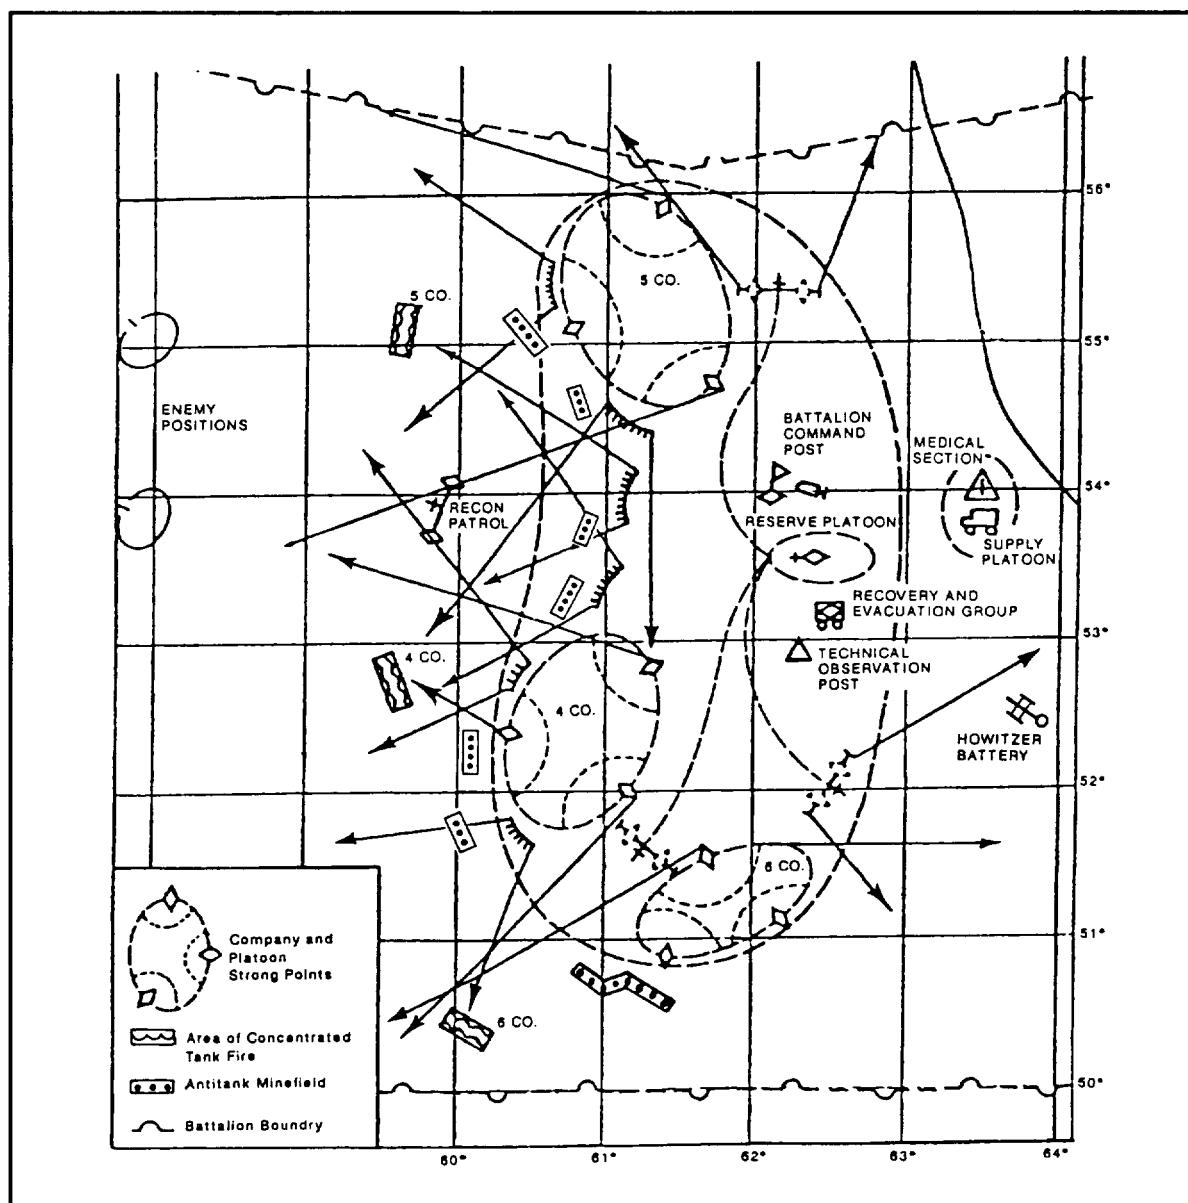 56°
5 CO.
5 CO.
55°
ENEMY
POSITIONS
BATTALION
COMMAND
POST
MEDICAL
SECTION
54°
RECON
PATROL
RESERVE PLATOON
SUPPLY
PLATOON
RECOVERY AND
EVACUATION GROUP
53°
4 CO.
TECHNICAL
OBSERVATION
POST
4 CO.
HOWITZER
BATTERY
52°
6 CO.
51°
6 CO.
50°
60°
61°
62°
63°
64°
Company and
Platoon
Strong Points
Area of Concentrated
Tank Fire
Antitank Minefield
Battalion Boundry